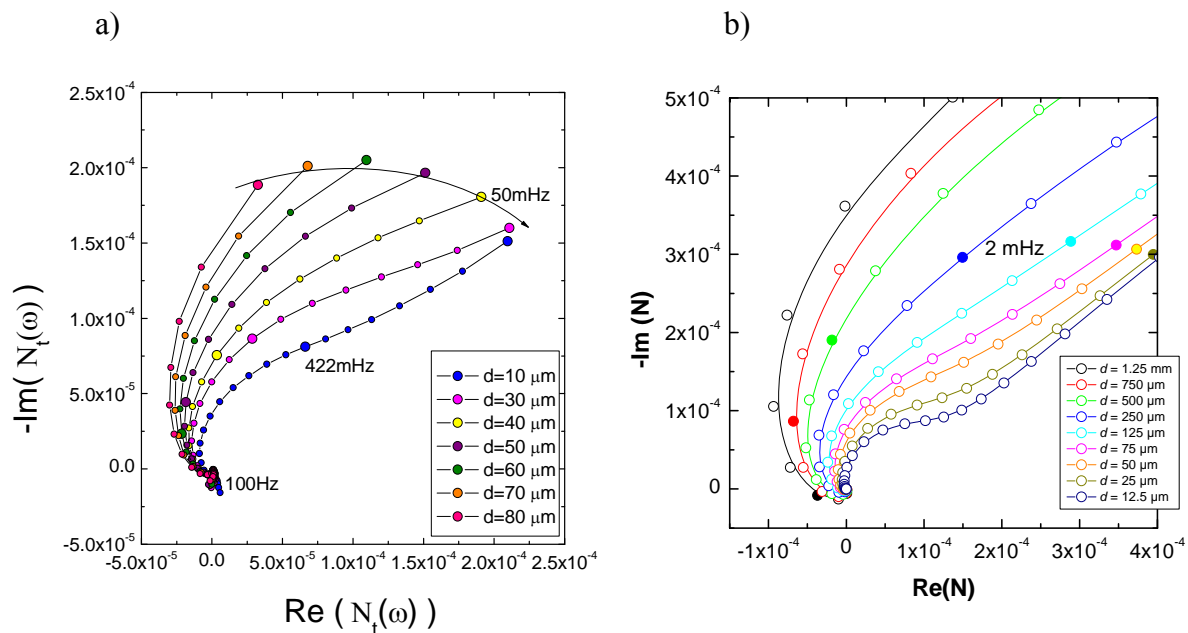 a)
-Im( Nt(ω) )
2.5x10-4
2.0x10-4
1.5x10-4
1.0x10-4
5.0x10-5
0.0
-5.0x10-5
50mHz
422mHz
100Hz
d=10 μm
d=30 μm
d=40 μm
d=50 μm
d=60 μm
d=70 μm
d=80 μm
-5.0x10-5 0.0 5.0x10-5 1.0x10-4 1.5x10-4 2.0x10-4 2.5x10-4
Re ( Nt(ω) )
b)
-Im (N)
5x10-4
4x10-4
3x10-4
2x10-4
1x10-4
0
2 mHz
d = 1.25 mm
d = 750 μm
d = 500 μm
d = 250 μm
d = 125 μm
d = 75 μm
d = 50 μm
d = 25 μm
d = 12.5 μm
-1x10-4 0 1x10-4 2x10-4 3x10-4 4x10-4
Re(N)